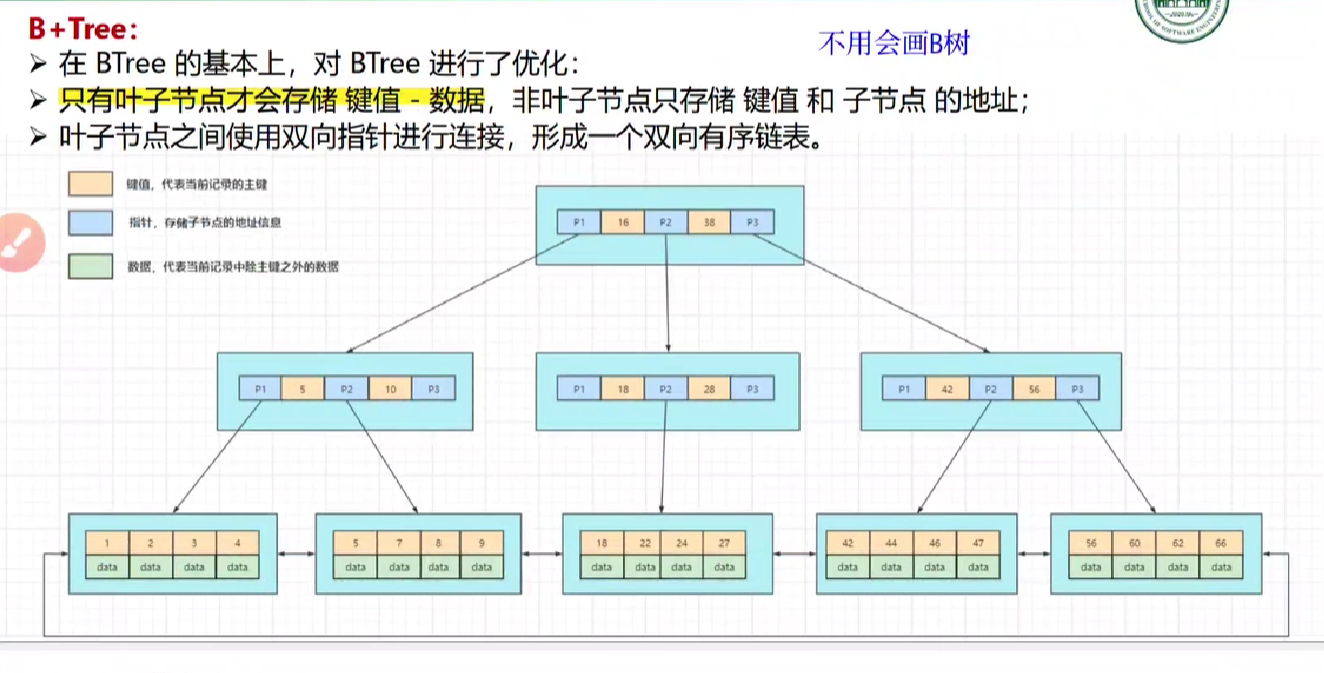 B+Tree：
不用会画B树
➢ 在 BTree 的基本上，对 BTree 进行了优化：
➢ 只有叶子节点才会存储 键值 - 数据，非叶子节点只存储 键值 和 子节点 的地址；
➢ 叶子节点之间使用双向指针进行连接，形成一个双向有序链表。
键值，代表当前记录的主键
指针，存储子节点的地址信息
数据，代表当前记录中除主键之外的数据
P1 16 P2 38 P3
P1 5 P2 10 P3
P1 18 P2 28 P3
P1 42 P2 56 P3
1 2 3 4
data data data data
5 7 8 9
data data data data
18 22 24 27
data data data data
42 44 46 47
data data data data
56 60 62 66
data data data data